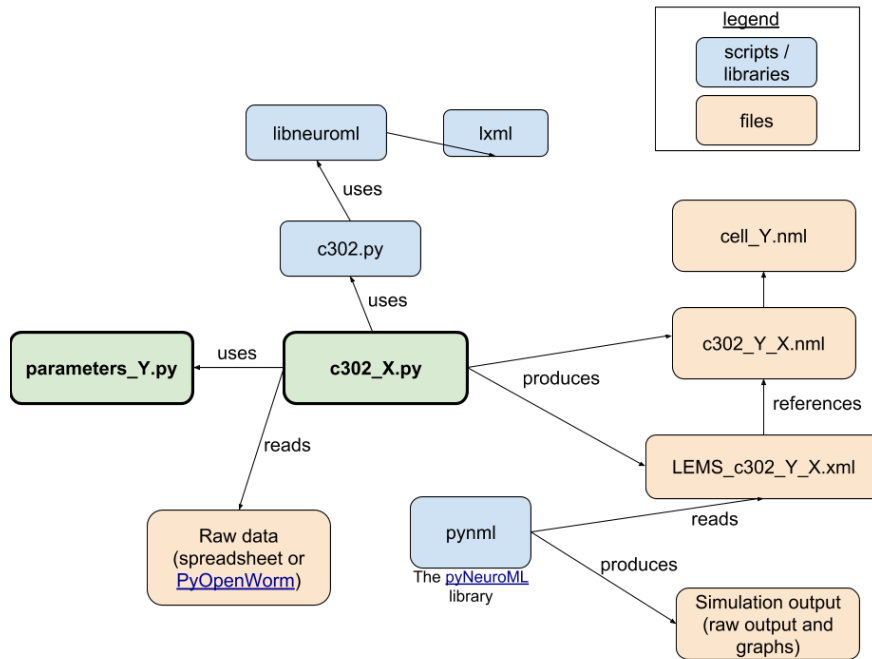 legend
scripts /
libraries
files
libneuroml
lxml
uses
c302.py
cell_Y.nml
uses
parameters_Y.py
uses
c302_X.py
c302_Y_X.nml
produces
references
reads
LEMS_c302_Y_X.xml
Raw data
(spreadsheet or
PyOpenWorm)
pynml
reads
The pyNeuroML
library
produces
Simulation output
(raw output and
graphs)